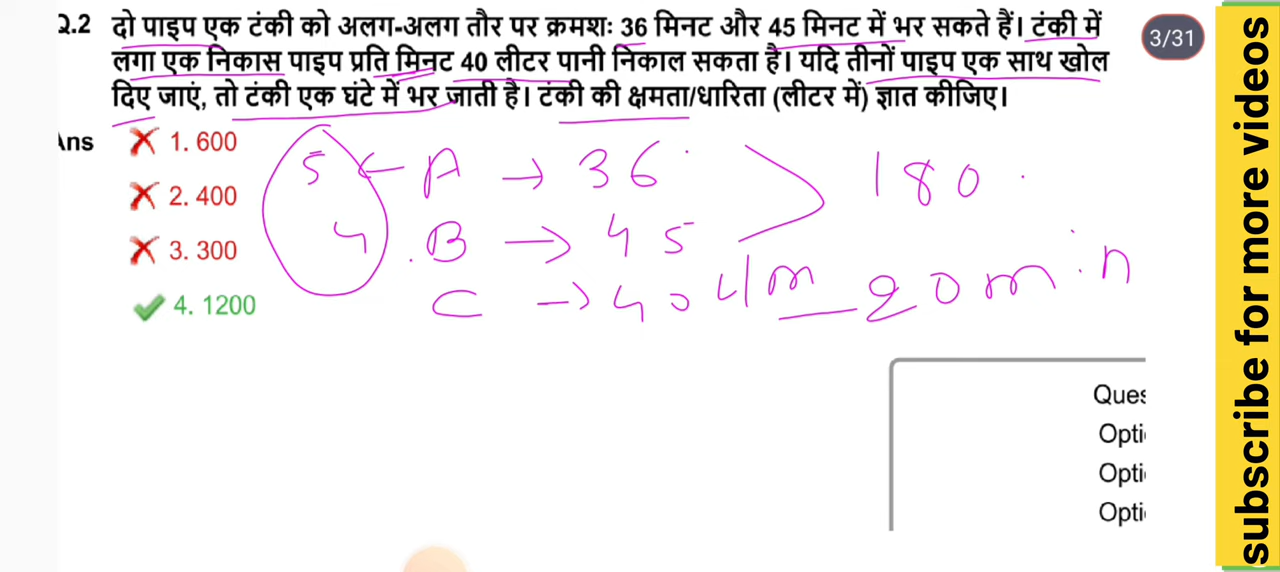 Q.2 दो पाइप एक टंकी को अलग-अलग तौर पर क्रमशः 36 मिनट और 45 मिनट में भर सकते हैं। टंकी में
लगा एक निकास पाइप प्रति मिनट 40 लीटर पानी निकाल सकता है। यदि तीनों पाइप एक साथ खोल
दिए जाएं, तो टंकी एक घंटे में भर जाती है। टंकी की क्षमता/धारिता (लीटर में) ज्ञात कीजिए।
Ans 1. 600
2. 400
3. 300
4. 1200
5 ← A → 36
180
4 B → 45
C → 40 4m 20 min
3/31
Ques
Opti
Opti
Opti
subscribe for more videos